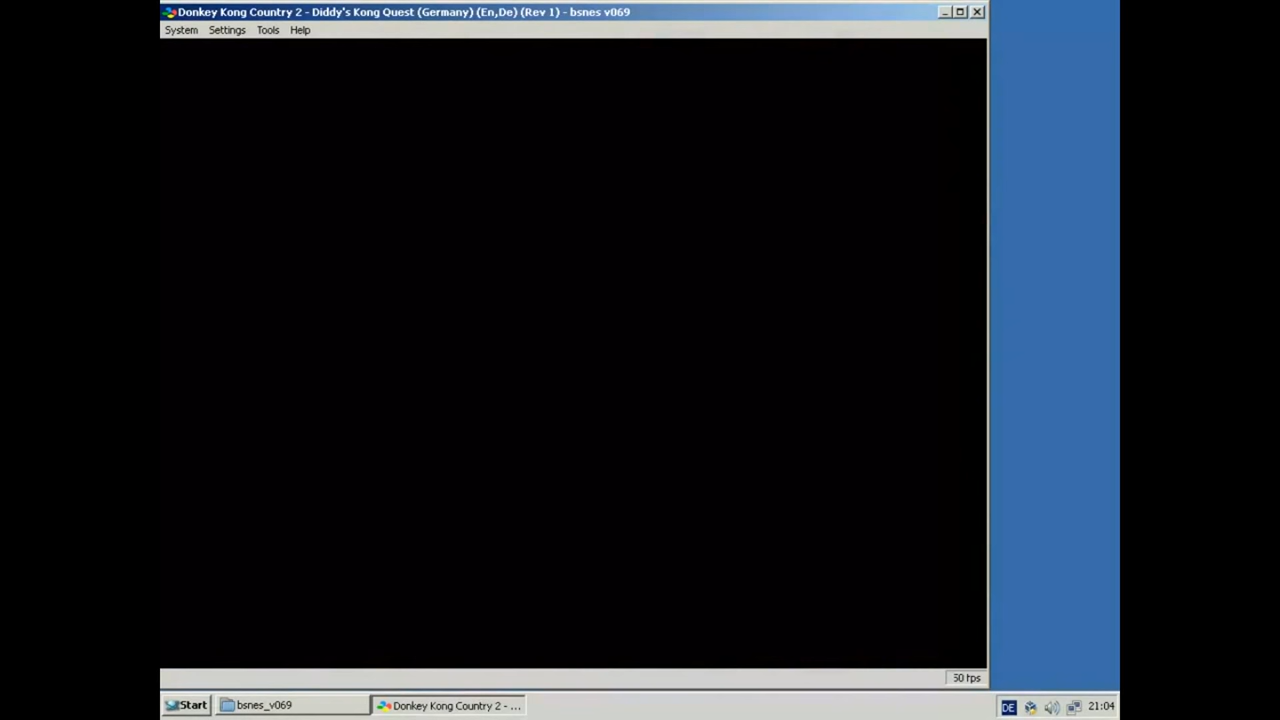 Donkey Kong Country 2 - Diddy's Kong Quest (Germany) (En,De) (Rev 1) - bsnes v069
System Settings Tools Help
50 fps
Start bsnes_v069 Donkey Kong Country 2 - ... DE 21:04